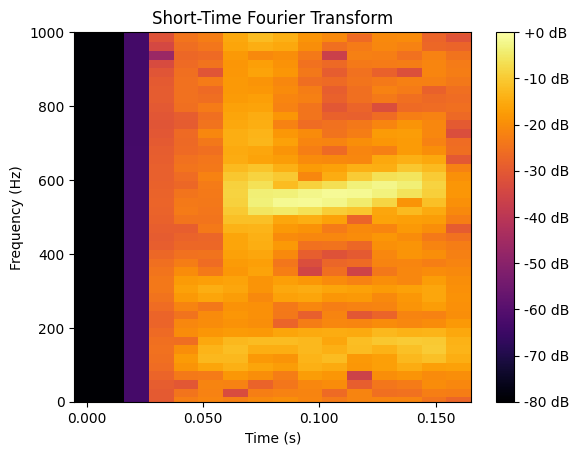 Short-Time Fourier Transform
1000
800
600
400
200
0
Frequency (Hz)
0.000
0.050
0.100
0.150
Time (s)
+0 dB
-10 dB
-20 dB
-30 dB
-40 dB
-50 dB
-60 dB
-70 dB
-80 dB